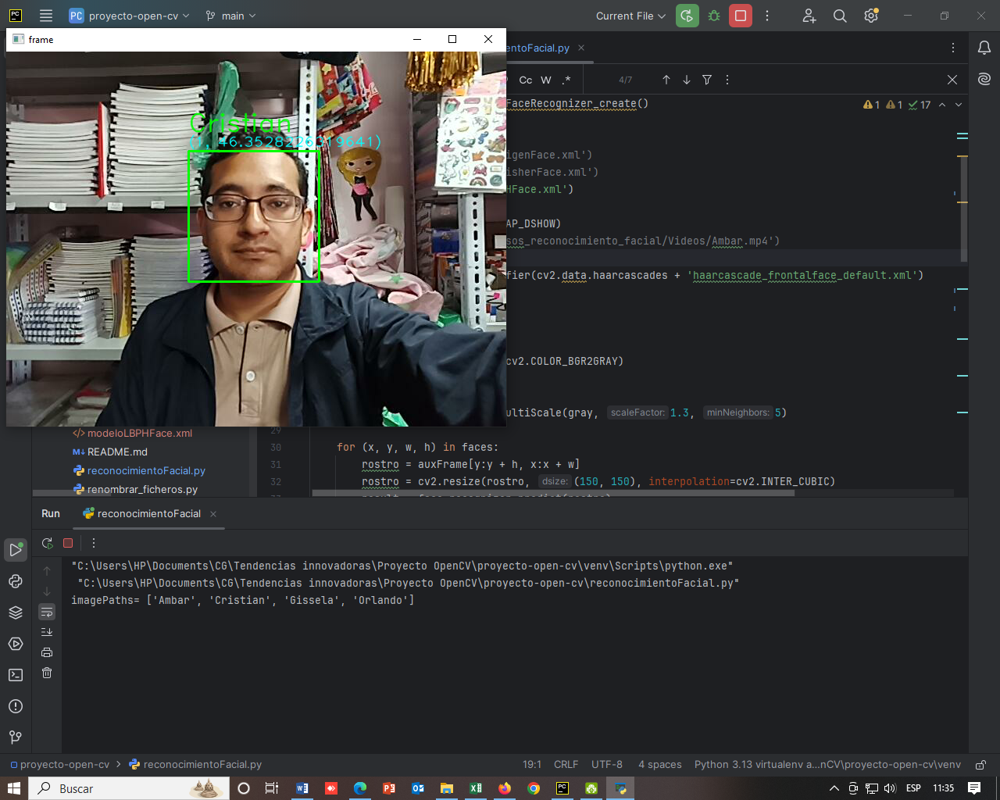 PC
PC
proyecto-open-cv
main
Current File
frame
entoFacial.py
Cc W .*
4/7
Cristian
(1, 46.3528226319641)
FaceRecognizer_create()
1 1 17
igenFace.xml')
isherFace.xml')
HFace.xml')
AP_DSHOW)
sos_reconocimiento_facial/Videos/Ambar.mp4')
fier(cv2.data.haarcascades + 'haarcascade_frontalface_default.xml')
cv2.COLOR_BGR2GRAY)
ultiScale(gray, scaleFactor: 1.3, minNeighbors: 5)
modeloLBPHFace.xml
README.md
reconocimientoFacial.py
renombrar_ficheros.py
29
30 for (x, y, w, h) in faces:
31 rostro = auxFrame[y:y + h, x:x + w]
32 rostro = cv2.resize(rostro, dsize: (150, 150), interpolation=cv2.INTER_CUBIC)
Run
reconocimientoFacial
"C:\Users\HP\Documents\CG\Tendencias innovadoras\Proyecto OpenCV\proyecto-open-cv\venv\Scripts\python.exe"
"C:\Users\HP\Documents\CG\Tendencias innovadoras\Proyecto OpenCV\proyecto-open-cv\reconocimientoFacial.py"
imagePaths= ['Ambar', 'Cristian', 'Gissela', 'Orlando']
proyecto-open-cv > reconocimientoFacial.py
19:1 CRLF UTF-8 4 spaces Python 3.13 virtualenv a...nCV\proyecto-open-cv\venv
Buscar
ESP
11:35